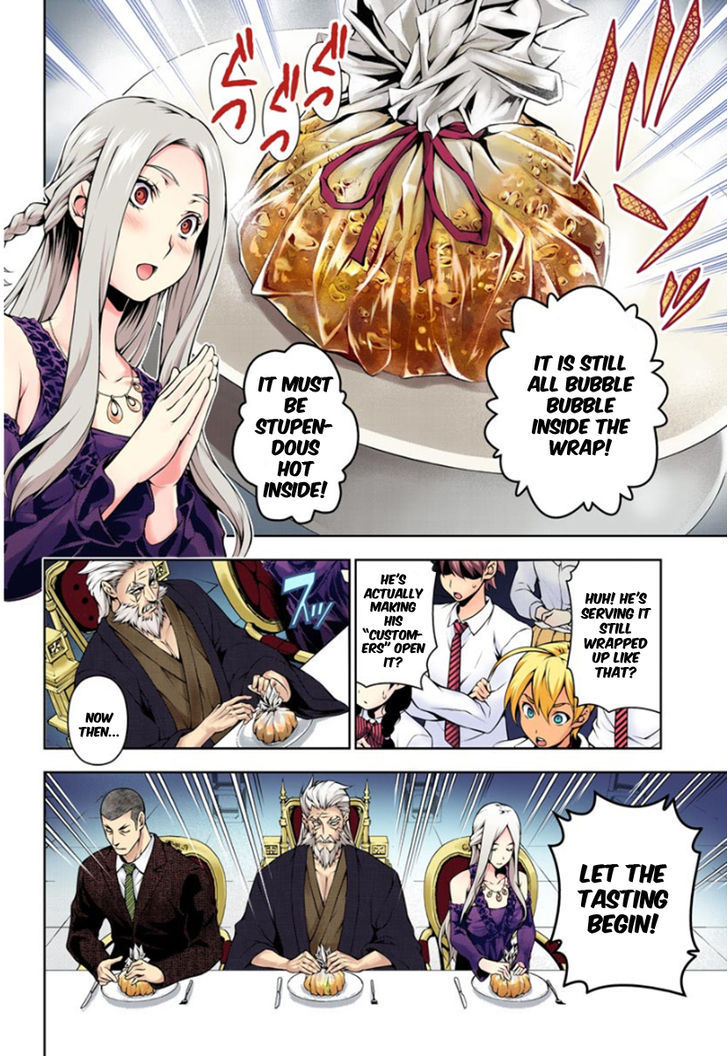 ぐつ
ぐつ
ぐつ
IT IS STILL
ALL BUBBLE
BUBBLE
INSIDE THE
WRAP!
IT MUST
BE
STUPEN-
DOUS
HOT
INSIDE!
HUH! HE'S
SERVING IT
STILL
WRAPPED
UP LIKE
THAT?
HE'S
ACTUALLY
MAKING
HIS
"CUSTOM-
ERS" OPEN
IT?
スッ
NOW
THEN...
LET THE
TASTING
BEGIN!